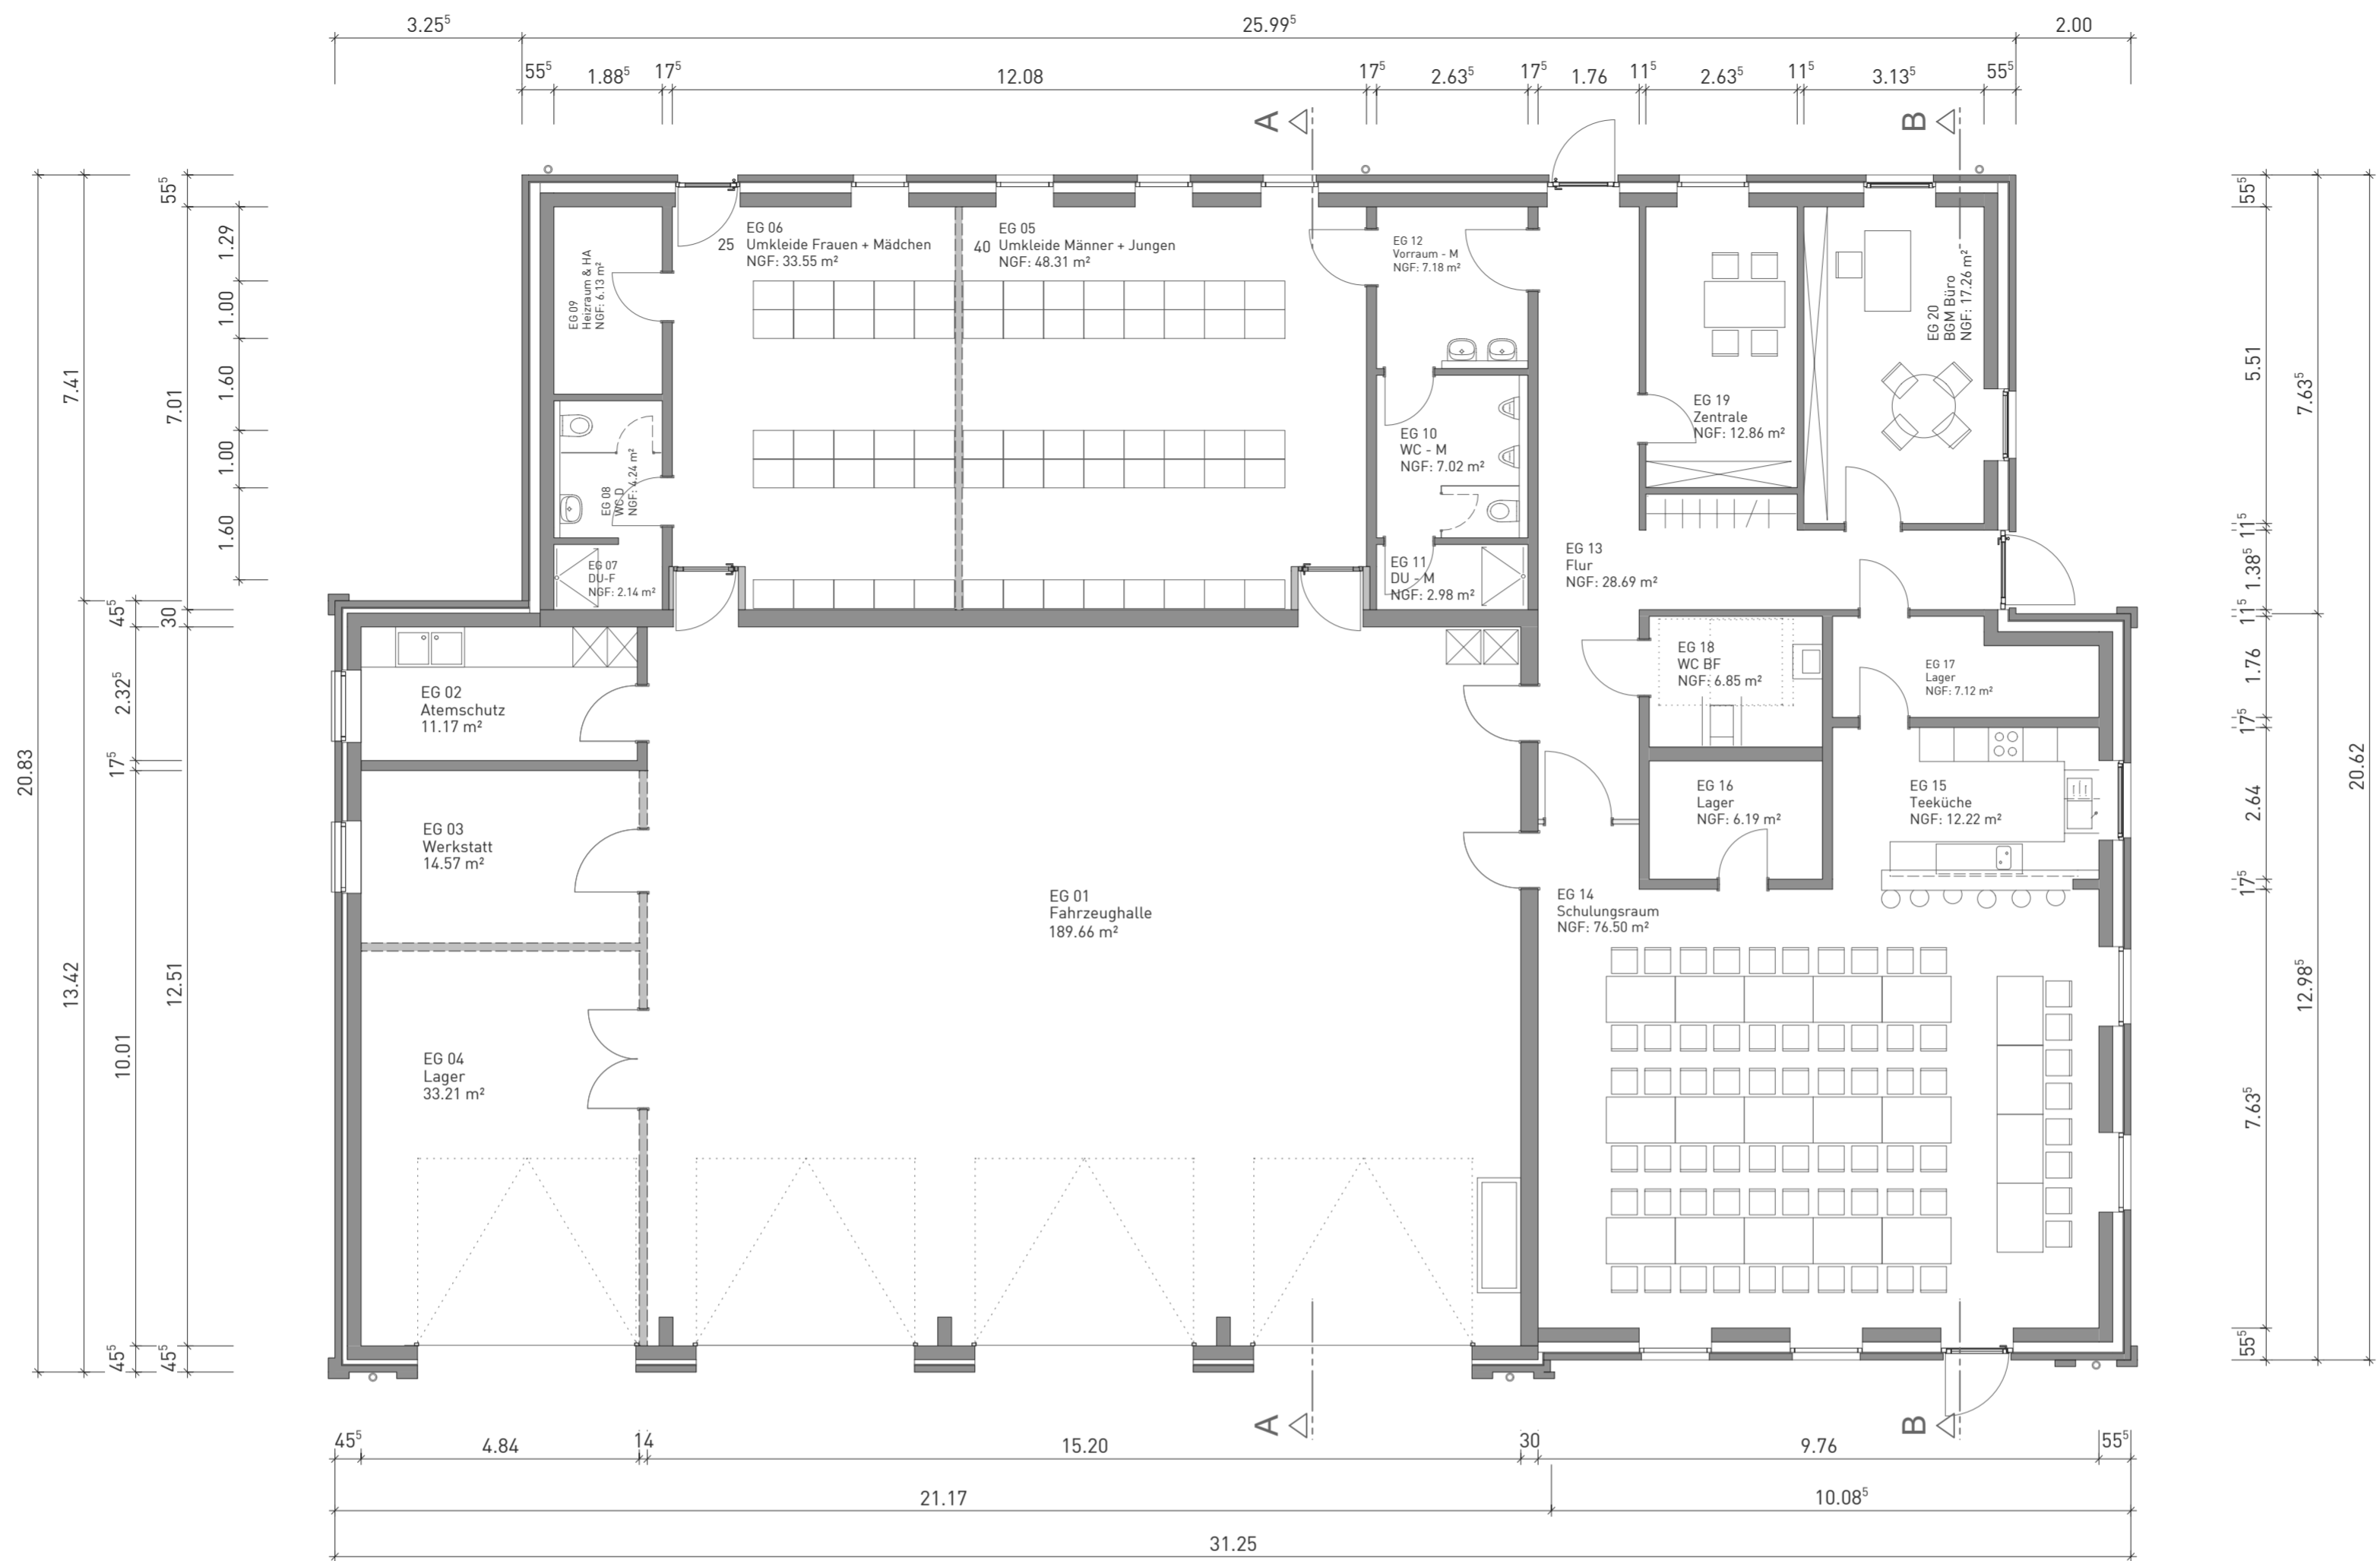 3.25⁵
25.99⁵
2.00
55⁵
1.88⁵
17⁵
12.08
17⁵
2.63⁵
17⁵
1.76
11⁵
2.63⁵
11⁵
3.13⁵
55⁵
A
B
20.83
7.41
13.42
55⁵
7.01
30
12.51
45⁵
45⁵
2.32⁵
17⁵
10.01
45⁵
1.29
1.00
1.60
1.00
1.60
EG 09
Heizraum & HA
NGF: 6.13 m²
25
EG 06
Umkleide Frauen + Mädchen
NGF: 33.55 m²
40
EG 05
Umkleide Männer + Jungen
NGF: 48.31 m²
EG 12
Vorraum - M
NGF: 7.18 m²
EG 20
BGM Büro
NGF: 17.26 m²
EG 19
Zentrale
NGF: 12.86 m²
EG 10
WC - M
NGF: 7.02 m²
EG 08
WC D
NGF: 4.24 m²
EG 07
DU-F
NGF: 2.14 m²
EG 11
DU - M
NGF: 2.98 m²
EG 13
Flur
NGF: 28.69 m²
EG 02
Atemschutz
11.17 m²
EG 18
WC BF
NGF: 6.85 m²
EG 17
Lager
NGF: 7.12 m²
EG 03
Werkstatt
14.57 m²
EG 16
Lager
NGF: 6.19 m²
EG 15
Teeküche
NGF: 12.22 m²
EG 01
Fahrzeughalle
189.66 m²
EG 14
Schulungsraum
NGF: 76.50 m²
EG 04
Lager
33.21 m²
55⁵
5.51
11⁵
1.38⁵
11⁵
1.76
17⁵
2.64
17⁵
7.63⁵
55⁵
7.63⁵
12.98⁵
20.62
A
B
45⁵
4.84
14
15.20
30
9.76
55⁵
21.17
10.08⁵
31.25